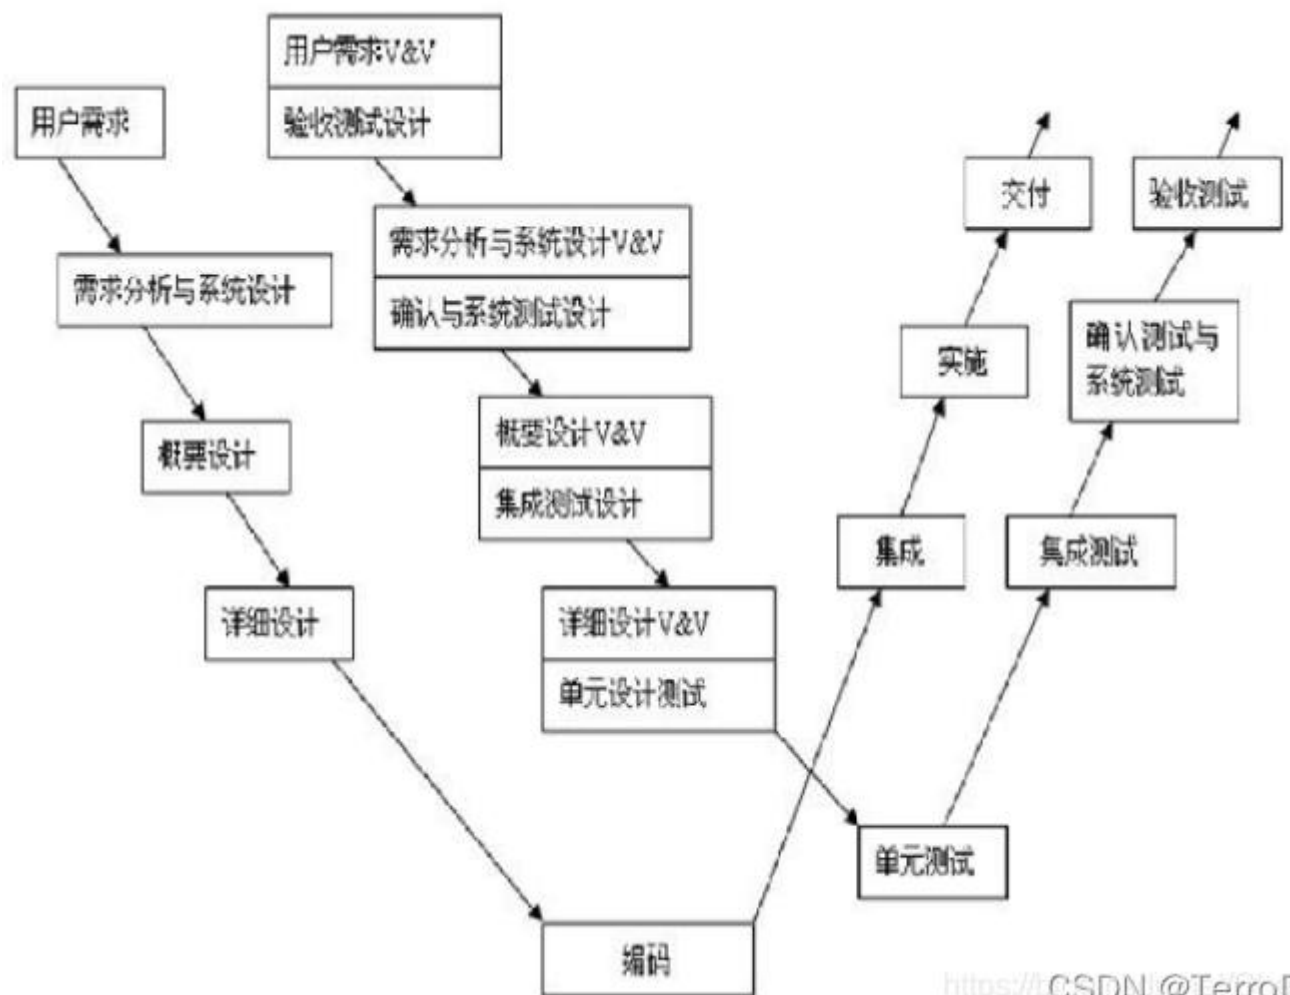 用户需求V&V
验收测试设计
用户需求
需求分析与系统设计V&V
确认与系统测试设计
需求分析与系统设计
交付
验收测试
实施
确认测试与
系统测试
概要设计V&V
集成测试设计
概要设计
集成
集成测试
详细设计V&V
单元设计测试
详细设计
单元测试
编码
CSDN @TerroD